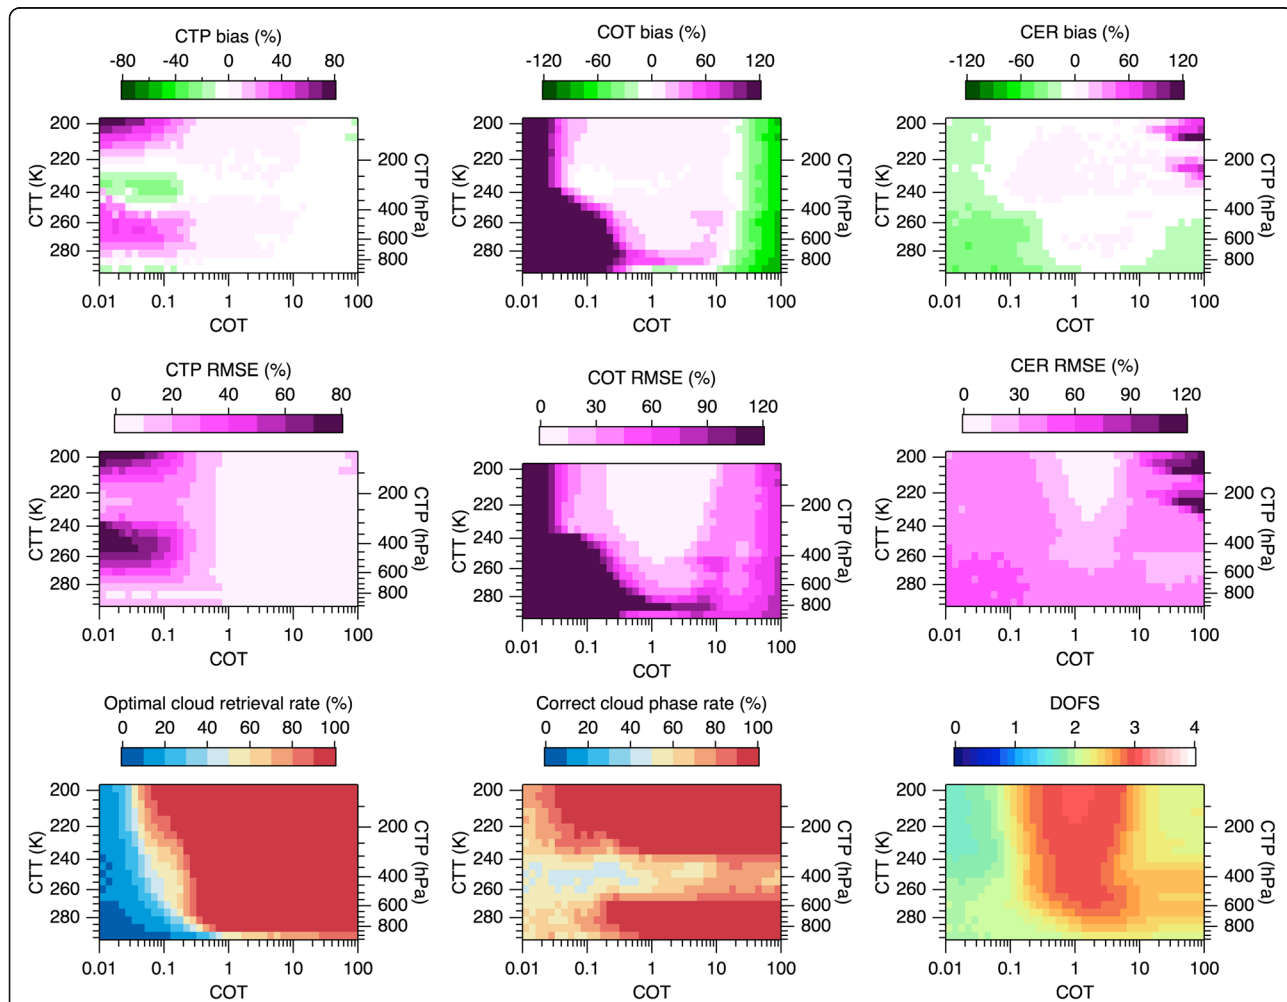 CTP bias (%)
-80 -40 0 40 80
COT bias (%)
-120 -60 0 60 120
CER bias (%)
-120 -60 0 60 120
CTT (K)
200
220
240
260
280
200
400
600
800
CTP (hPa)
0.01 0.1 1 10 100
COT
CTT (K)
200
220
240
260
280
200
400
600
800
CTP (hPa)
0.01 0.1 1 10 100
COT
CTT (K)
200
220
240
260
280
200
400
600
800
CTP (hPa)
0.01 0.1 1 10 100
COT
CTP RMSE (%)
0 20 40 60 80
COT RMSE (%)
0 30 60 90 120
CER RMSE (%)
0 30 60 90 120
CTT (K)
200
220
240
260
280
200
400
600
800
CTP (hPa)
0.01 0.1 1 10 100
COT
CTT (K)
200
220
240
260
280
200
400
600
800
CTP (hPa)
0.01 0.1 1 10 100
COT
CTT (K)
200
220
240
260
280
200
400
600
800
CTP (hPa)
0.01 0.1 1 10 100
COT
Optimal cloud retrieval rate (%)
0 20 40 60 80 100
Correct cloud phase rate (%)
0 20 40 60 80 100
DOFS
0 1 2 3 4
CTT (K)
200
220
240
260
280
200
400
600
800
CTP (hPa)
0.01 0.1 1 10 100
COT
CTT (K)
200
220
240
260
280
200
400
600
800
CTP (hPa)
0.01 0.1 1 10 100
COT
CTT (K)
200
220
240
260
280
200
400
600
800
CTP (hPa)
0.01 0.1 1 10 100
COT